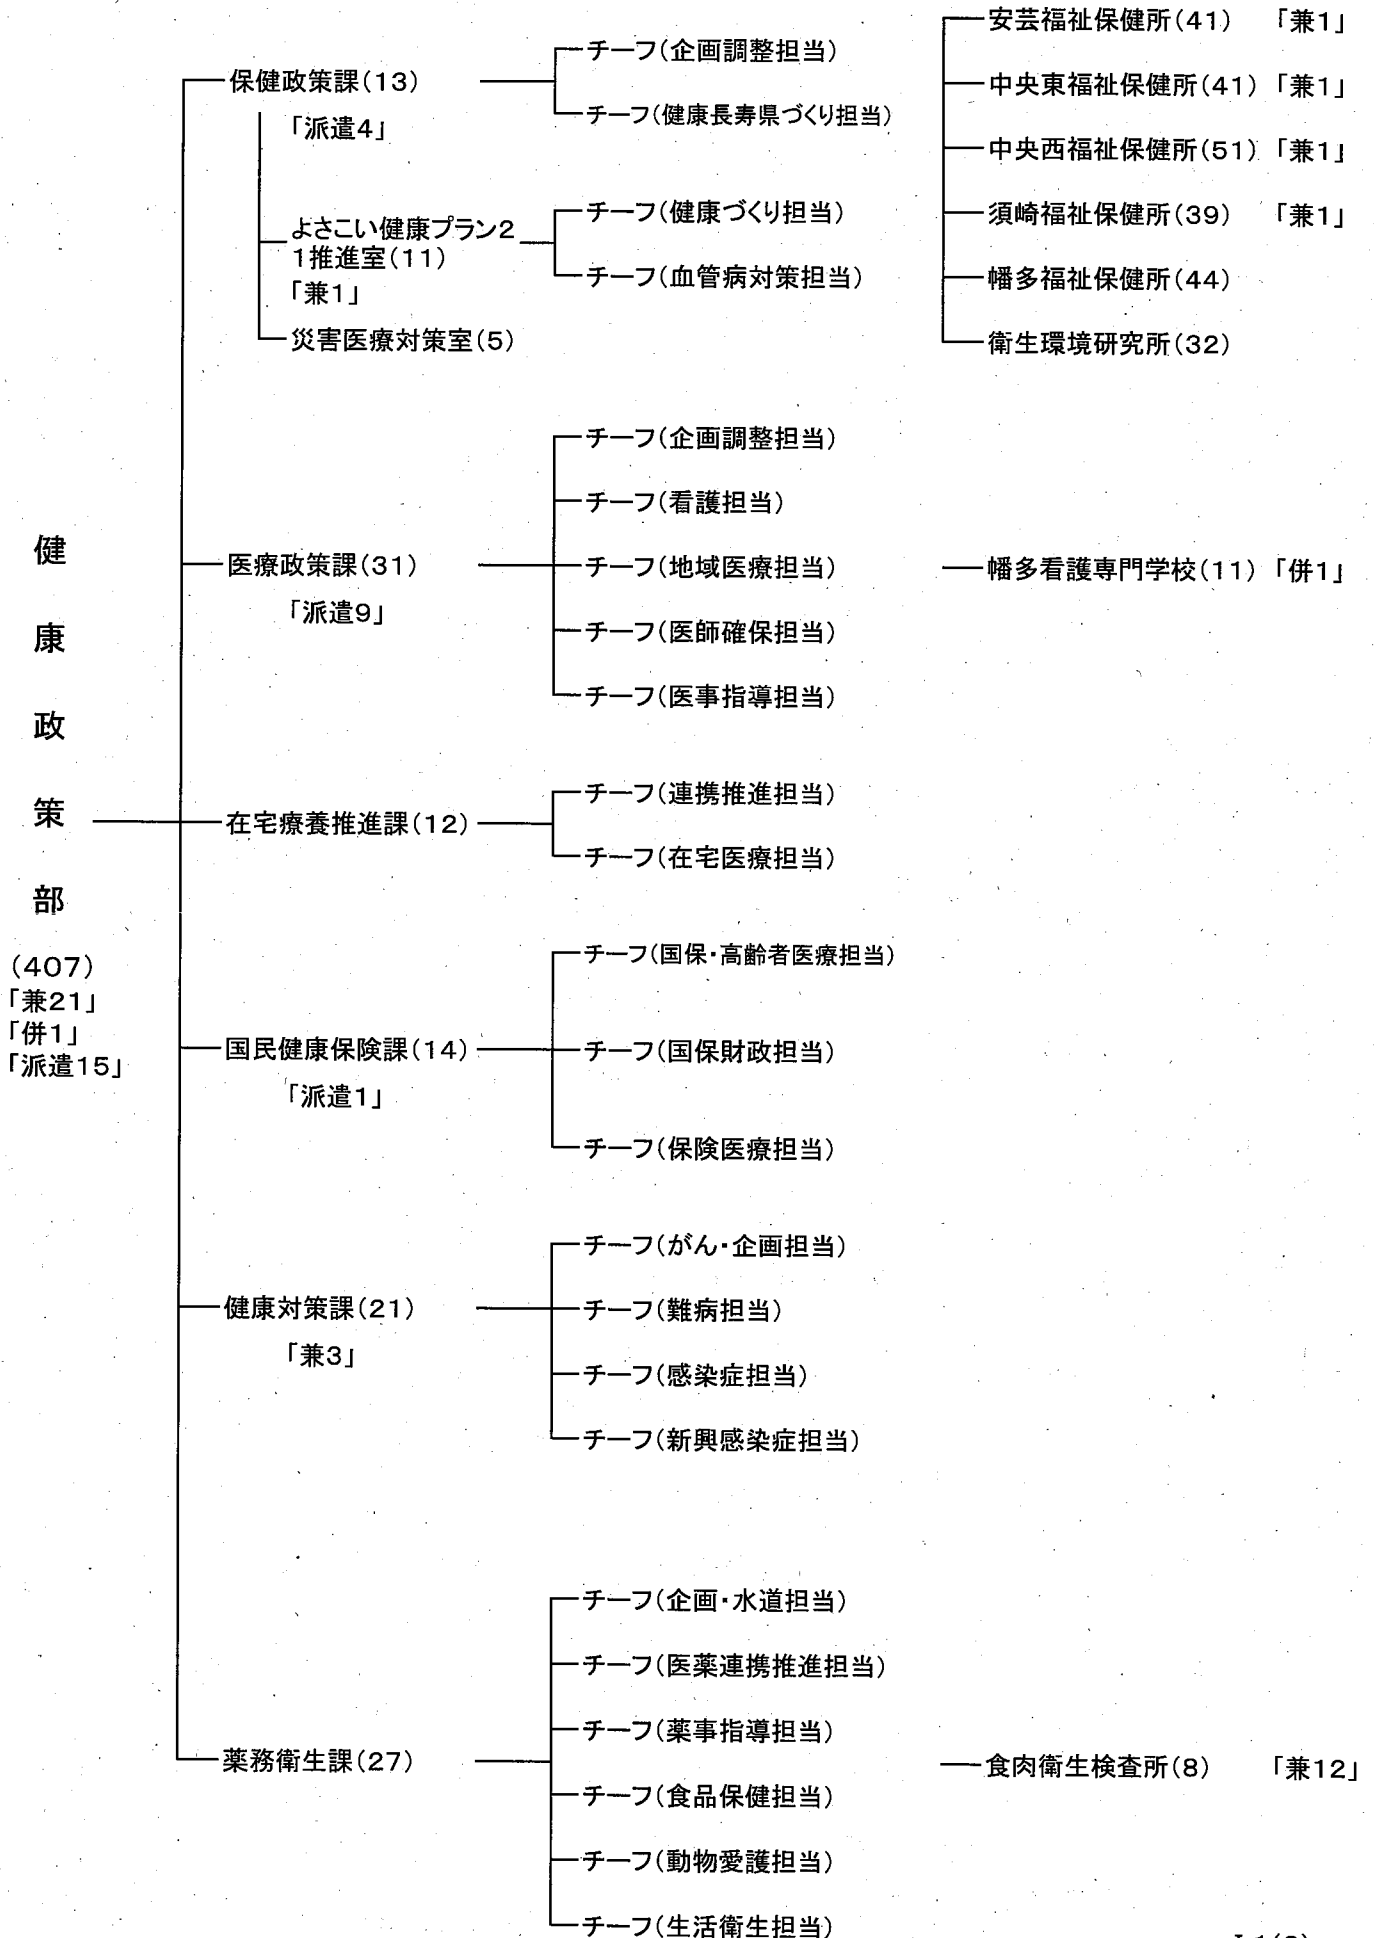 健康政策部
(407)
「兼21」
「併1」
「派遣15」
保健政策課(13)
「派遣4」
チーフ(企画調整担当)
チーフ(健康長寿県づくり担当)
よさこい健康プラン2
1推進室(11)
「兼1」
チーフ(健康づくり担当)
チーフ(血管病対策担当)
災害医療対策室(5)
安芸福祉保健所(41) 「兼1」
中央東福祉保健所(41) 「兼1」
中央西福祉保健所(51) 「兼1」
須崎福祉保健所(39) 「兼1」
幡多福祉保健所(44)
衛生環境研究所(32)
医療政策課(31)
「派遣9」
チーフ(企画調整担当)
チーフ(看護担当)
チーフ(地域医療担当)
チーフ(医師確保担当)
チーフ(医事指導担当)
幡多看護専門学校(11) 「併1」
在宅療養推進課(12)
チーフ(連携推進担当)
チーフ(在宅医療担当)
国民健康保険課(14)
「派遣1」
チーフ(国保・高齢者医療担当)
チーフ(国保財政担当)
チーフ(保険医療担当)
健康対策課(21)
「兼3」
チーフ(がん・企画担当)
チーフ(難病担当)
チーフ(感染症担当)
チーフ(新興感染症担当)
薬務衛生課(27)
チーフ(企画・水道担当)
チーフ(医薬連携推進担当)
チーフ(薬事指導担当)
チーフ(食品保健担当)
チーフ(動物愛護担当)
チーフ(生活衛生担当)
食肉衛生検査所(8) 「兼12」